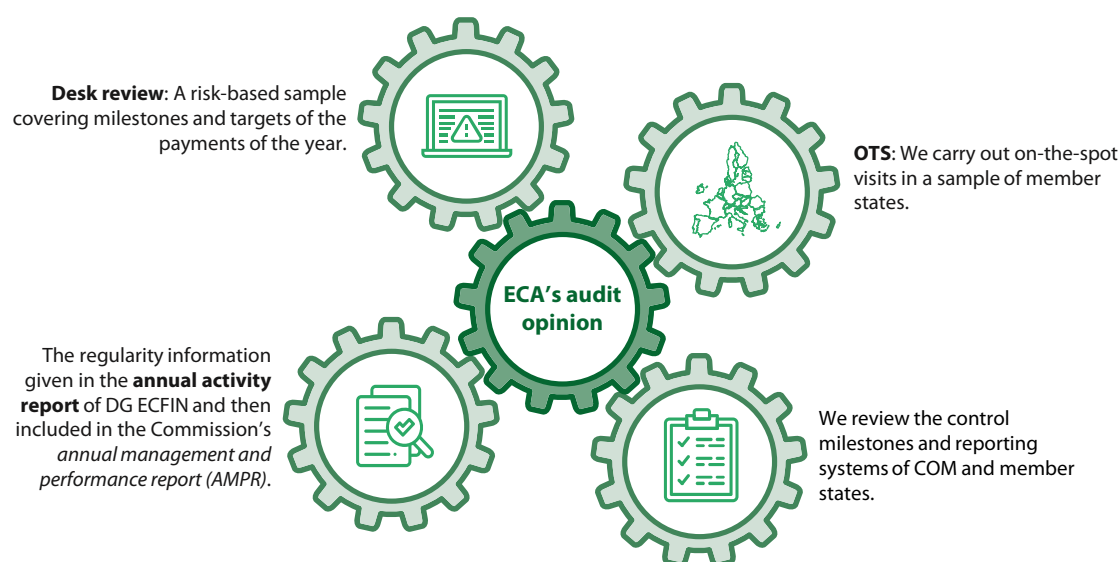 Desk review: A risk-based sample
covering milestones and targets of the
payments of the year.
OTS: We carry out on-the-spot
visits in a sample of member
states.
ECA's audit
opinion
The regularity information
given in the annual activity
report of DG ECFIN and then
included in the Commission's
annual management and
performance report (AMPR).
We review the control
milestones and reporting
systems of COM and member
states.